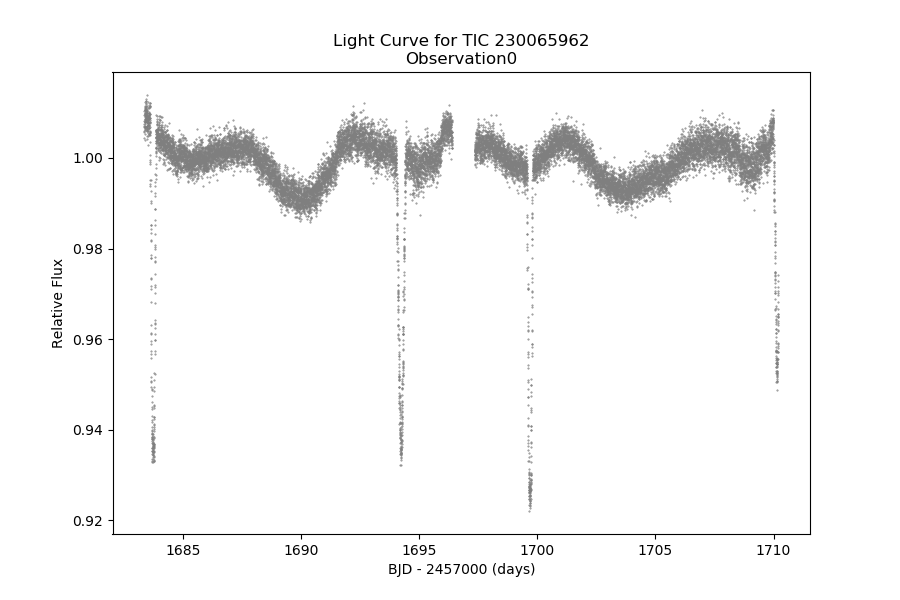 Light Curve for TIC 230065962
Observation0
Relative Flux
1.00
0.98
0.96
0.94
0.92
1685 1690 1695 1700 1705 1710
BJD - 2457000 (days)